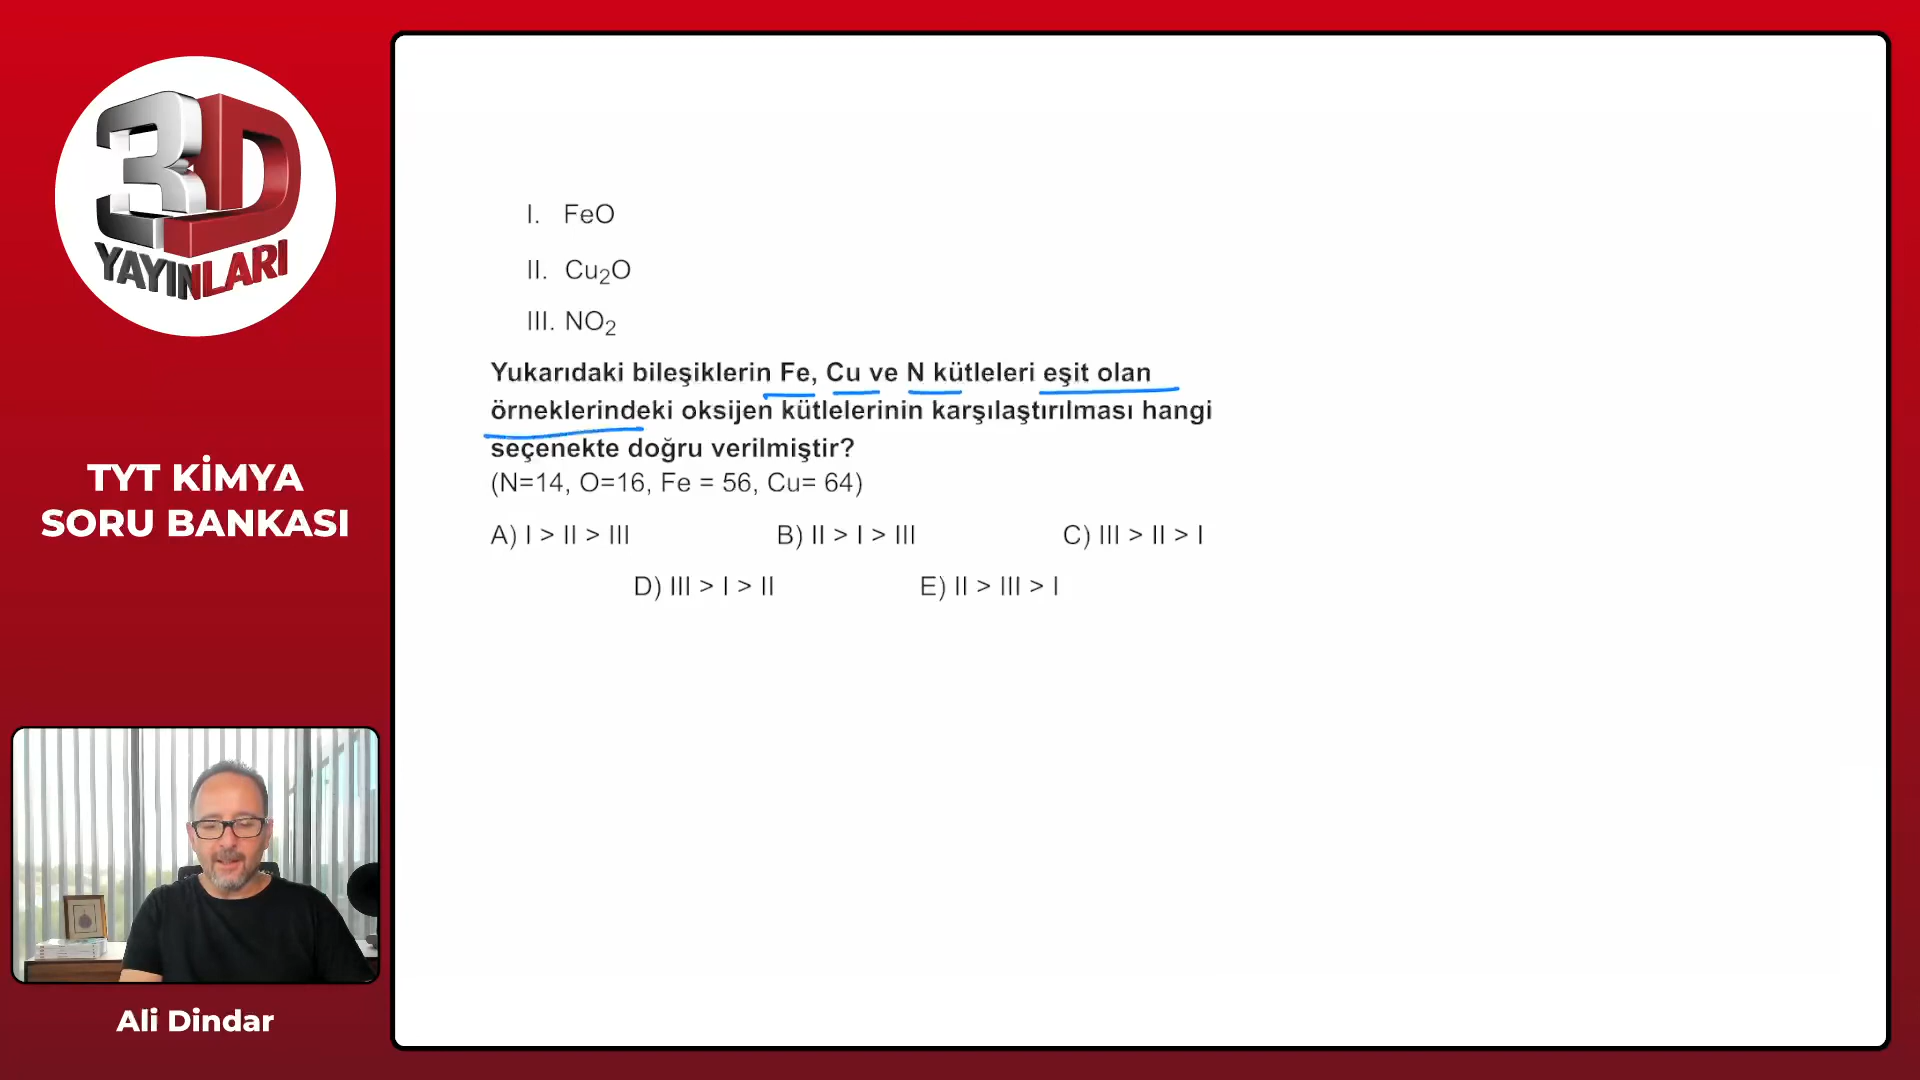 3D
YAYINLARI
TYT KİMYA
SORU BANKASI
Ali Dindar
I. FeO
II. Cu₂O
III. NO₂
Yukarıdaki bileşiklerin Fe, Cu ve N kütleleri eşit olan
örneklerindeki oksijen kütlelerinin karşılaştırılması hangi
seçenekte doğru verilmiştir?
(N=14, O=16, Fe = 56, Cu= 64)
A) I > II > III B) II > I > III C) III > II > I
D) III > I > II E) II > III > I